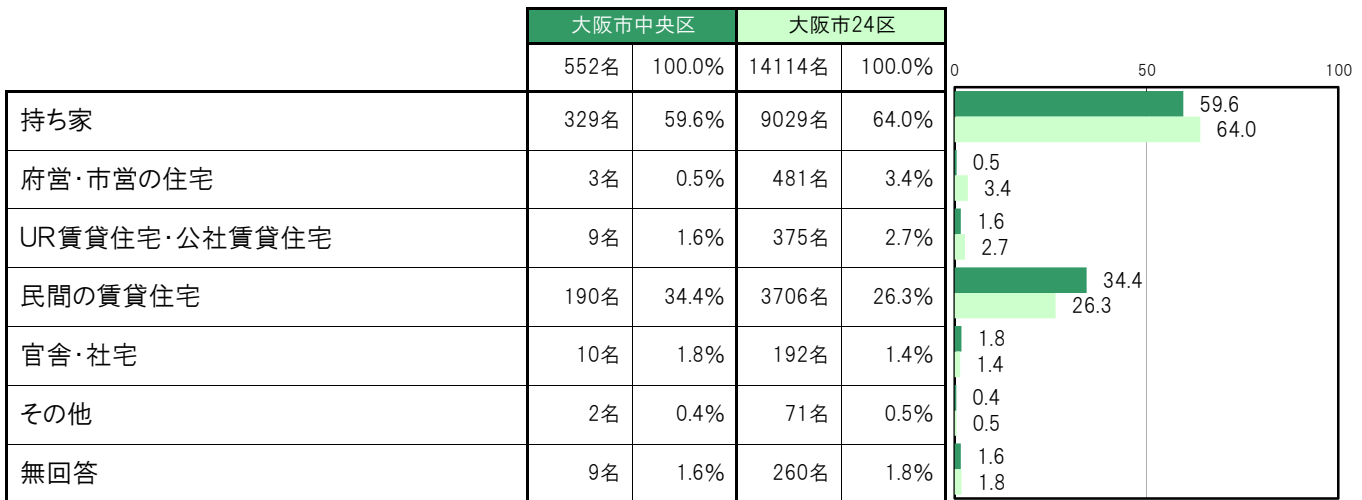 大阪市中央区 大阪市24区
552名 100.0% 14114名 100.0% 0 50 100
持ち家 329名 59.6% 9029名 64.0% 59.6
64.0
府営・市営の住宅 3名 0.5% 481名 3.4% 0.5
3.4
UR賃貸住宅・公社賃貸住宅 9名 1.6% 375名 2.7% 1.6
2.7
民間の賃貸住宅 190名 34.4% 3706名 26.3% 34.4
26.3
官舎・社宅 10名 1.8% 192名 1.4% 1.8
1.4
その他 2名 0.4% 71名 0.5% 0.4
0.5
無回答 9名 1.6% 260名 1.8% 1.6
1.8